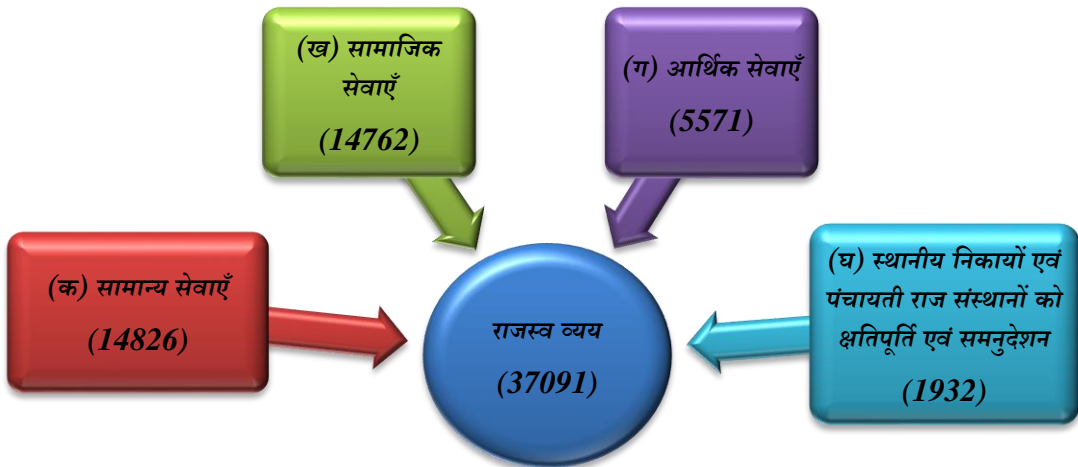 (ख) सामाजिक
सेवाएँ
(14762)
(ग) आर्थिक सेवाएँ
(5571)
(क) सामान्य सेवाएँ
(14826)
राजस्व व्यय
(37091)
(घ) स्थानीय निकायों एवं
पंचायती राज संस्थानों को
क्षतिपूर्ति एवं समनुदेशन
(1932)